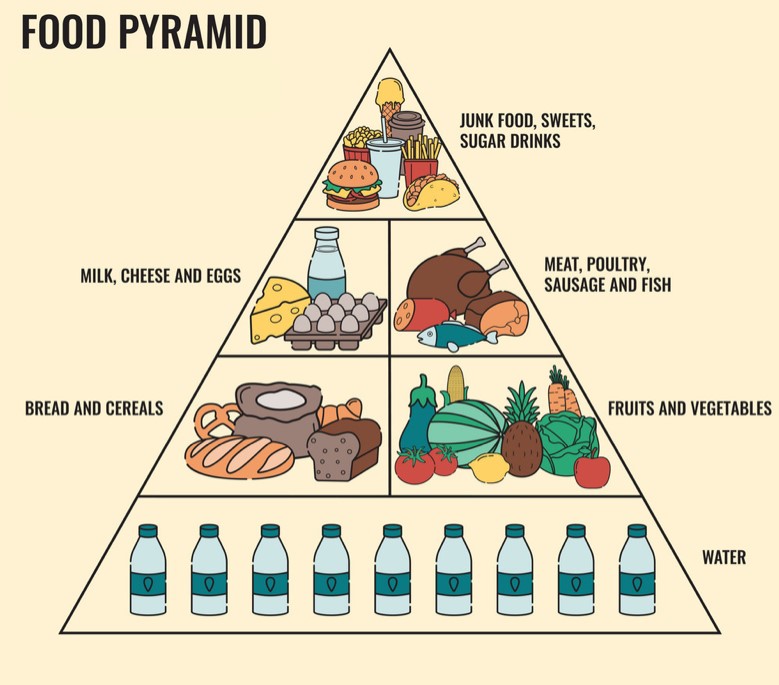 FOOD PYRAMID
JUNK FOOD, SWEETS,
SUGAR DRINKS
MILK, CHEESE AND EGGS
MEAT, POULTRY,
SAUSAGE AND FISH
BREAD AND CEREALS
FRUITS AND VEGETABLES
WATER